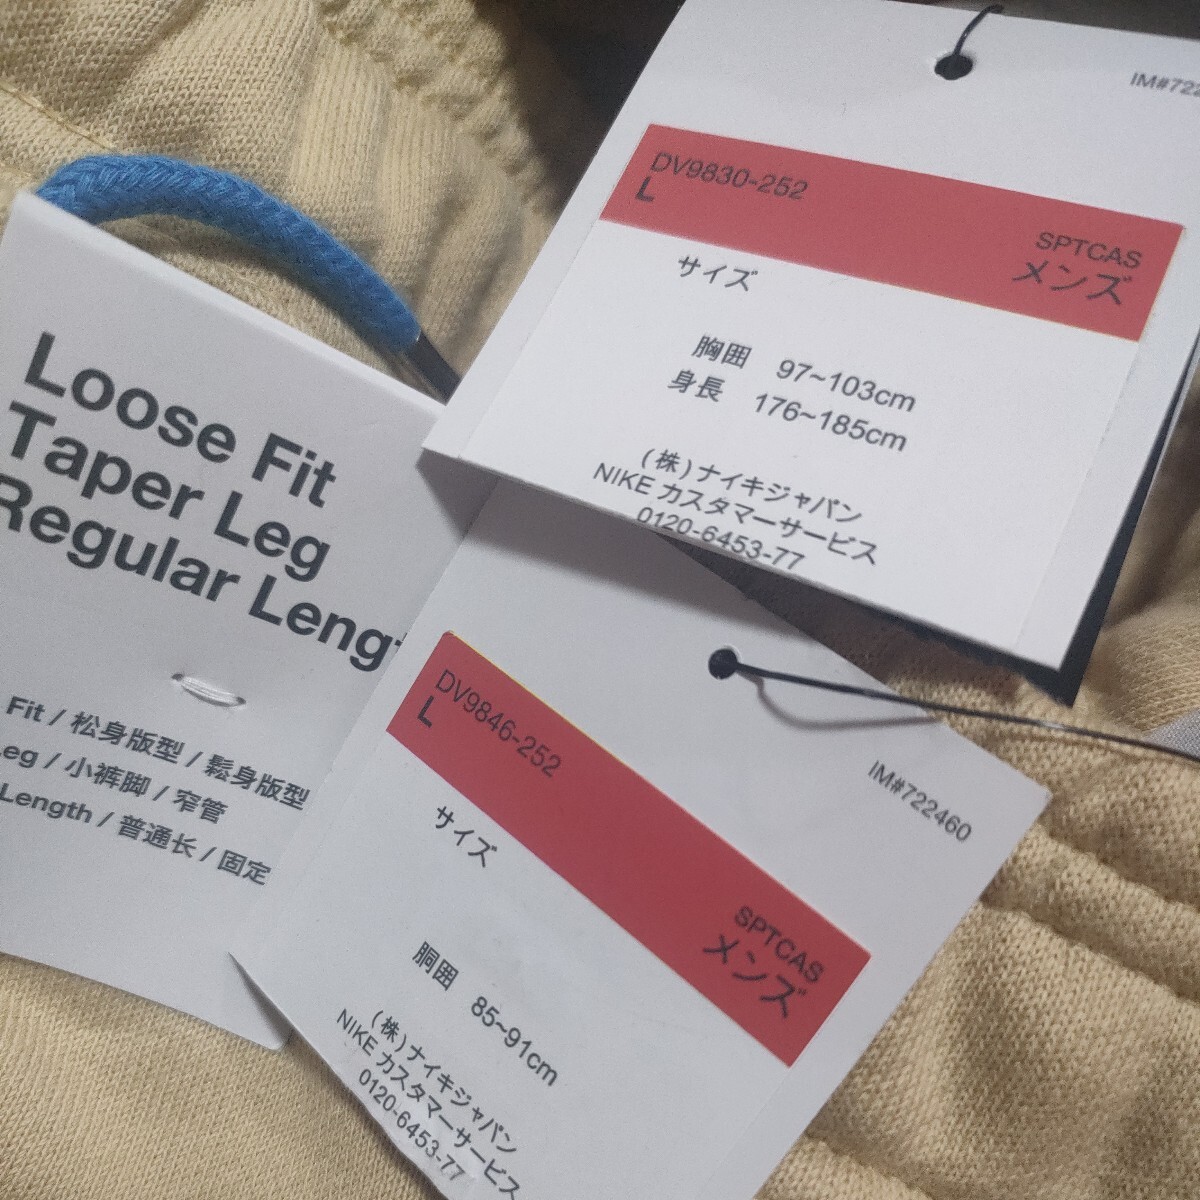 IM#722
DV9830-252
L
SPTCAS
メンズ
サイズ
胸囲 97~103cm
身長 176~185cm
(株)ナイキジャパン
NIKE カスタマーサービス
0120-6453-77
Loose Fit
Taper Leg
Regular Lengt
Fit / 松身版型 / 鬆身版型
Leg / 小裤脚 / 窄管
Length / 普通长 / 固定
IM#722460
DV9846-252
L
SPTCAS
メンズ
サイズ
胴囲 85~91cm
(株)ナイキジャパン
NIKE カスタマーサービス
0120-6453-77